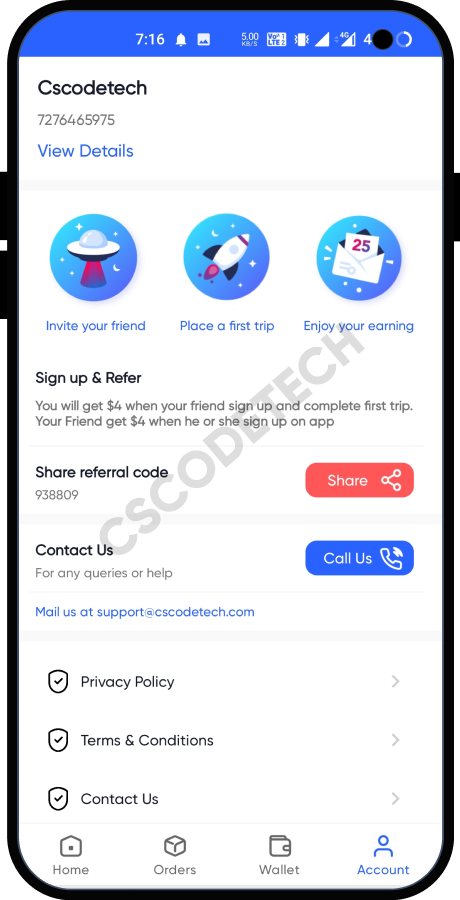 7:16 5.00 KB/S Vo 1 LTE 2 4G 4
Cscodetech
7276465975
View Details
25
Invite your friend Place a first trip Enjoy your earning
Sign up & Refer
You will get $4 when your friend sign up and complete first trip.
Your Friend get $4 when he or she sign up on app
CSCODETECH
Share referral code
938809
Share
Contact Us
For any queries or help
Call Us
Mail us at support@cscodetech.com
Privacy Policy
Terms & Conditions
Contact Us
Home Orders Wallet Account